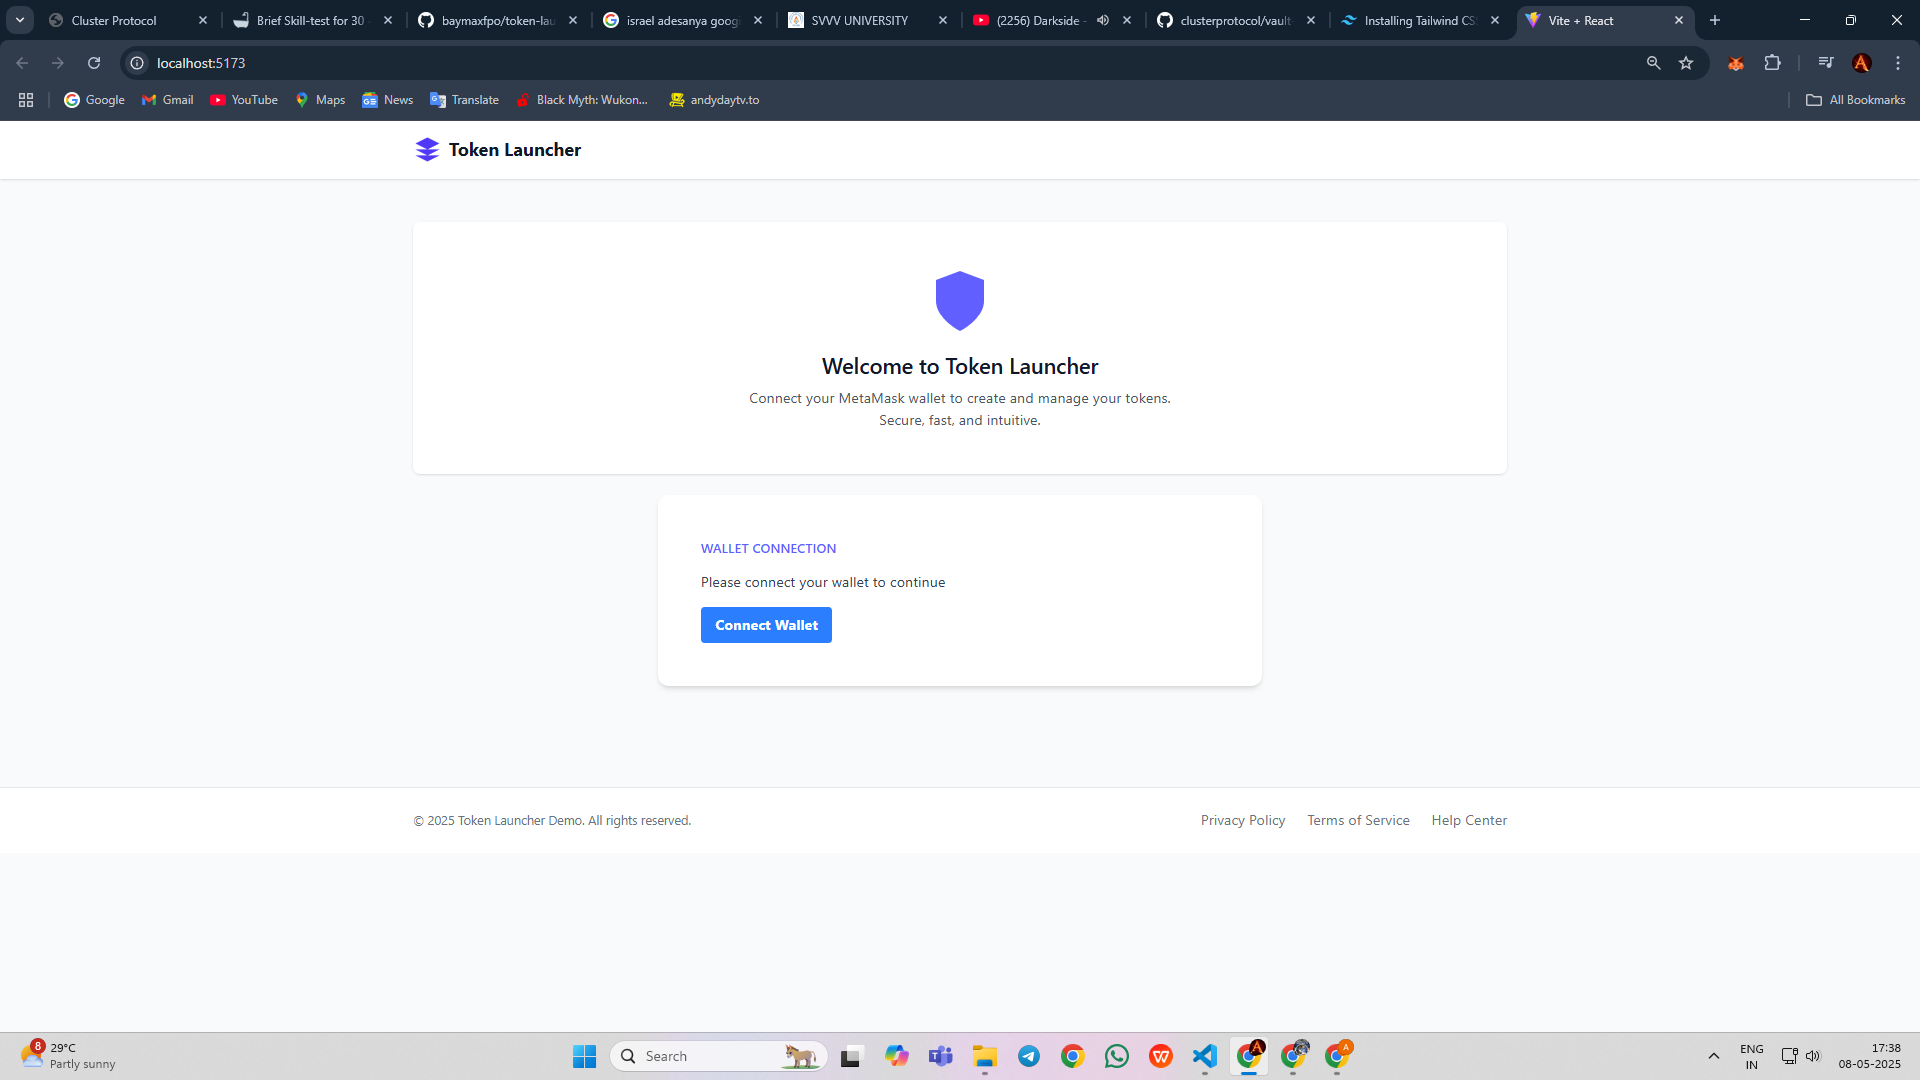 Cluster Protocol
Brief Skill-test for 30
baymaxfpo/token-lau
israel adesanya goog
SVVV UNIVERSITY
(2256) Darkside -
clusterprotocol/vault-
Installing Tailwind CS
Vite + React
localhost:5173
Google
Gmail
YouTube
Maps
News
Translate
Black Myth: Wukon...
andydaytv.to
All Bookmarks
Token Launcher
Welcome to Token Launcher
Connect your MetaMask wallet to create and manage your tokens.
Secure, fast, and intuitive.
WALLET CONNECTION
Please connect your wallet to continue
Connect Wallet
© 2025 Token Launcher Demo. All rights reserved.
Privacy Policy
Terms of Service
Help Center
8
29°C
Partly sunny
Search
ENG
IN
17:38
08-05-2025